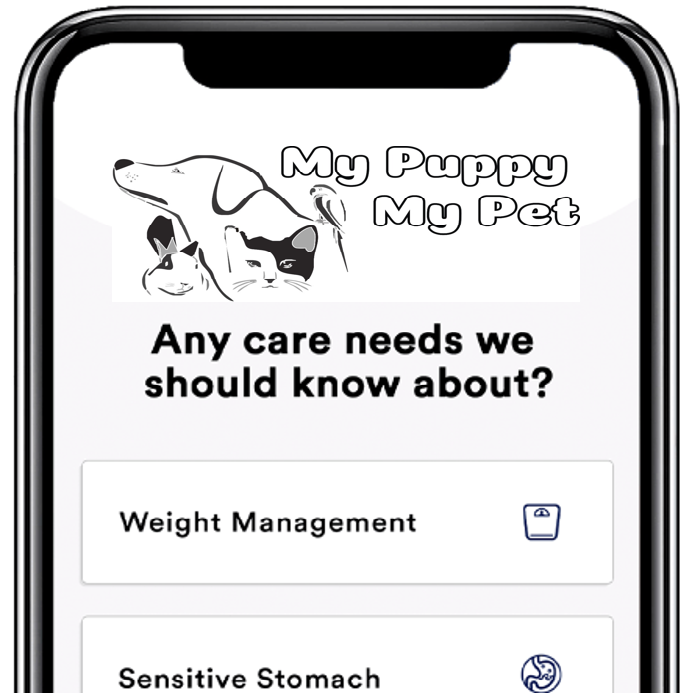 My Puppy
My Pet
Any care needs we
should know about?
Weight Management
Sensitive Stomach